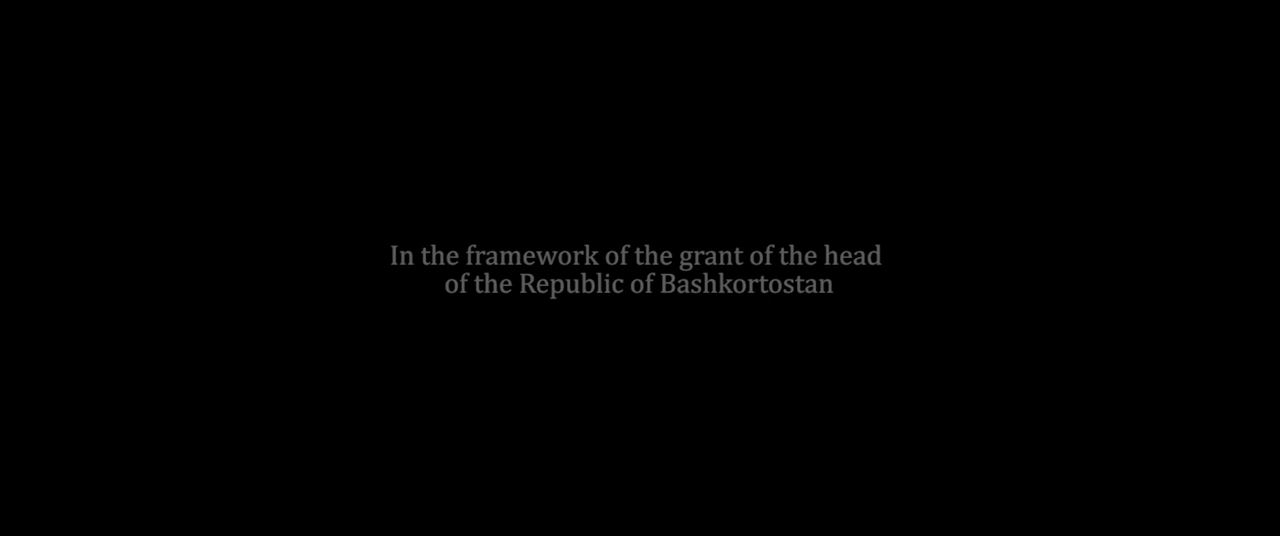 In the framework of the grant of the head
of the Republic of Bashkortostan